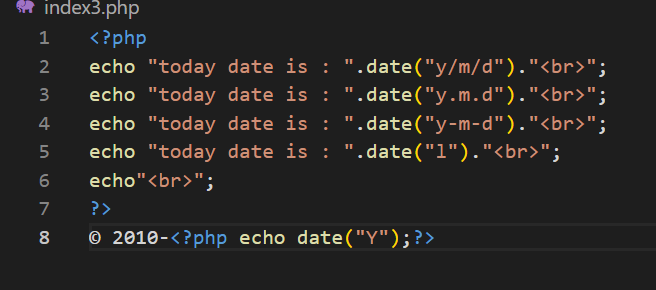 index3.php
1 <?php
2 echo "today date is : ".date("y/m/d")."<br>";
3 echo "today date is : ".date("y.m.d")."<br>";
4 echo "today date is : ".date("y-m-d")."<br>";
5 echo "today date is : ".date("l")."<br>";
6 echo"<br>";
7 ?>
8 © 2010-<?php echo date("Y");?>